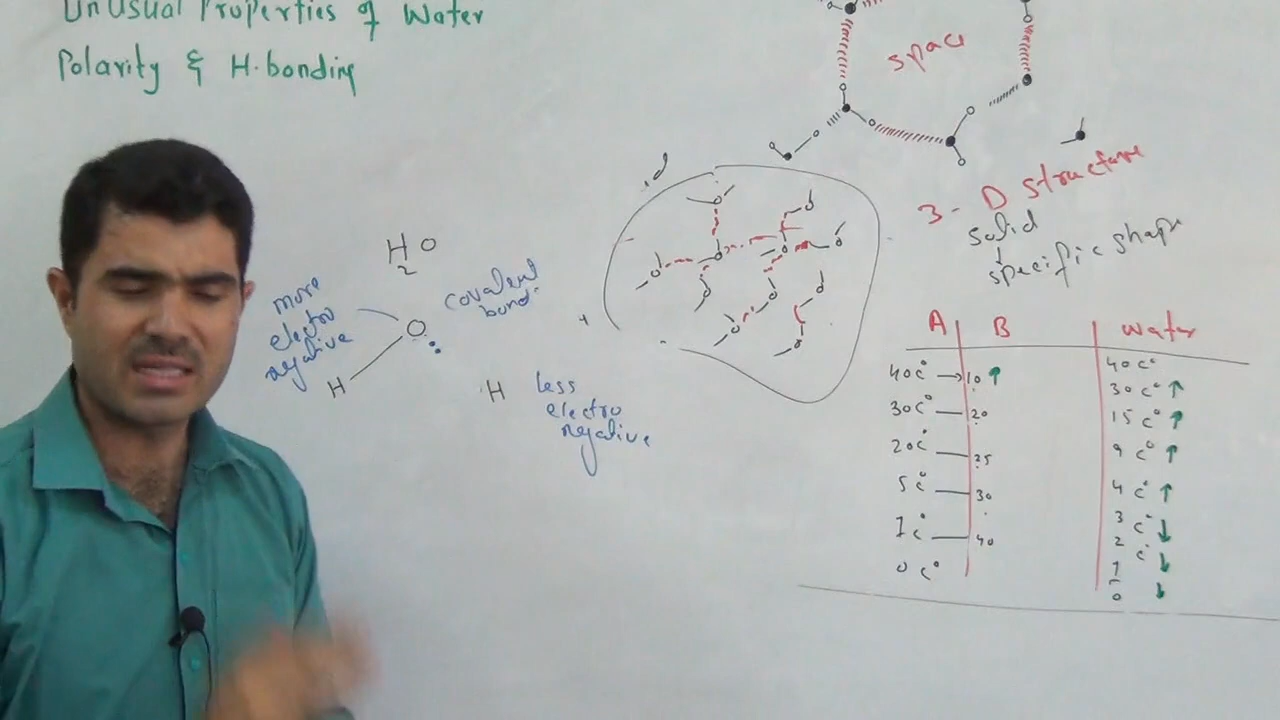 Unusual Properties of Water
Polarity & H.bonding
space
3-D structure
solid
specific shape
H2O
more
electro
negative
covalent
bond
O
H
H
less
electro
negative
A B water
40c° 10 40c°
30c° 20 30c°
20c° 25 15c°
5c° 30 9c°
1c° 40 4c°
0c° 3c°
2c°
1
0